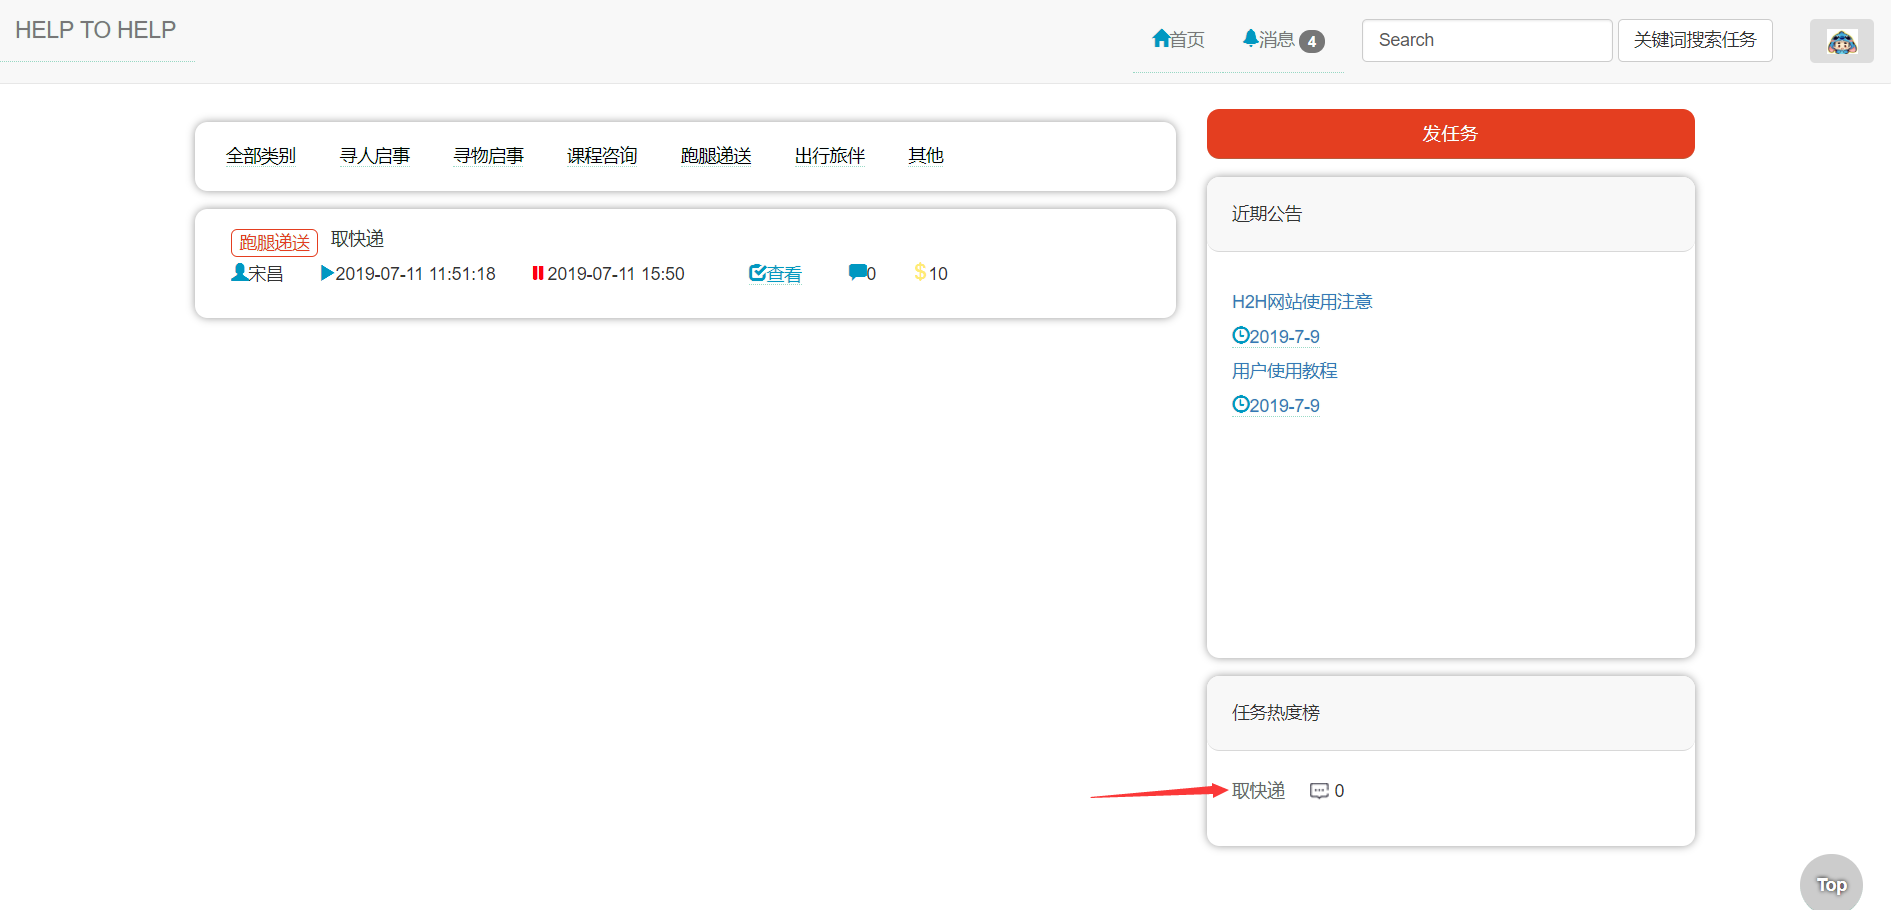 HELP TO HELP
首页 消息 4 Search 关键词搜索任务
全部类别 寻人启事 寻物启事 课程咨询 跑腿递送 出行旅伴 其他
跑腿递送 取快递
宋昌 2019-07-11 11:51:18 2019-07-11 15:50 查看 0 $10
发任务
近期公告
H2H网站使用注意
2019-7-9
用户使用教程
2019-7-9
任务热度榜
取快递 0
Top